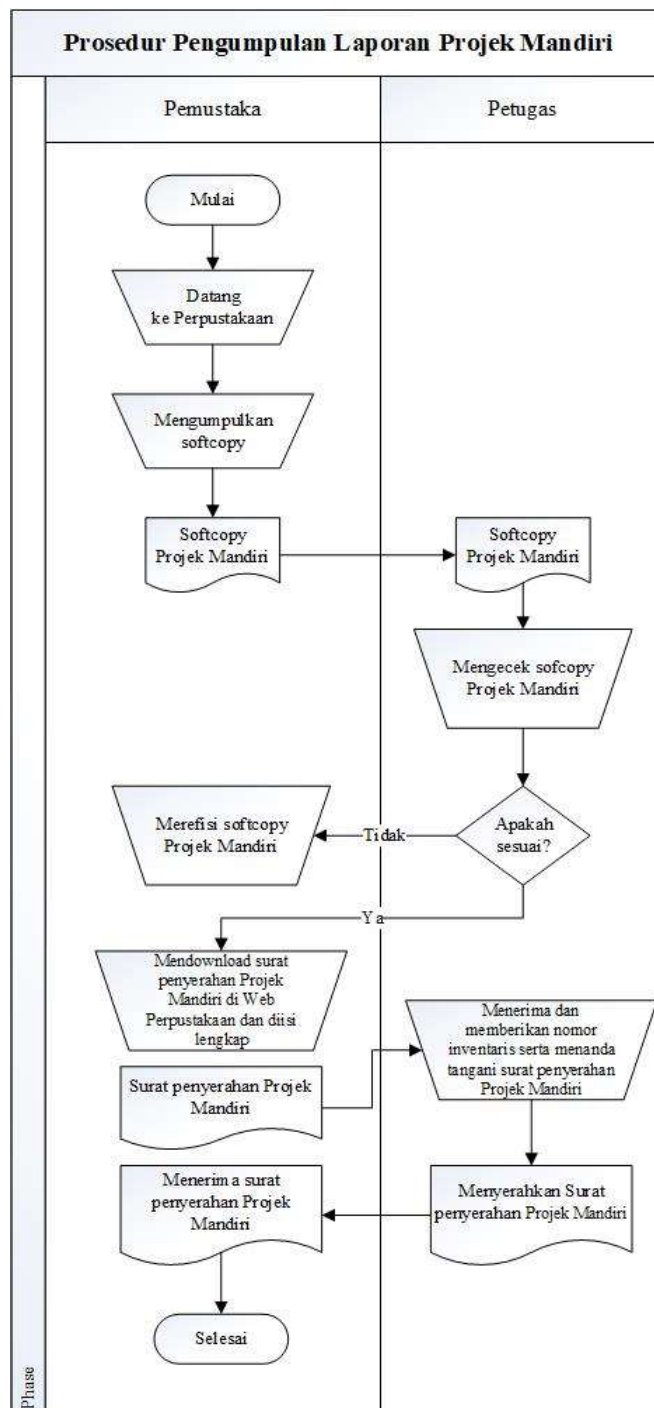 Prosedur Pengumpulan Laporan Projek Mandiri
Pemustaka
Petugas
Mulai
Datang
ke Perpustakaan
Mengumpulkan
softcopy
Softcopy
Projek Mandiri
Softcopy
Projek Mandiri
Mengecek sofcopy
Projek Mandiri
Apakah
sesuai?
Tidak
Merefisi softcopy
Projek Mandiri
Ya
Mendownload surat
penyerahan Projek
Mandiri di Web
Perpustakaan dan diisi
lengkap
Surat penyerahan Projek
Mandiri
Menerima dan
memberikan nomor
inventaris serta menanda
tangani surat penyerahan
Projek Mandiri
Menyerahkan Surat
penyerahan Projek Mandiri
Menerima surat
penyerahan Projek
Mandiri
Selesai
Phase